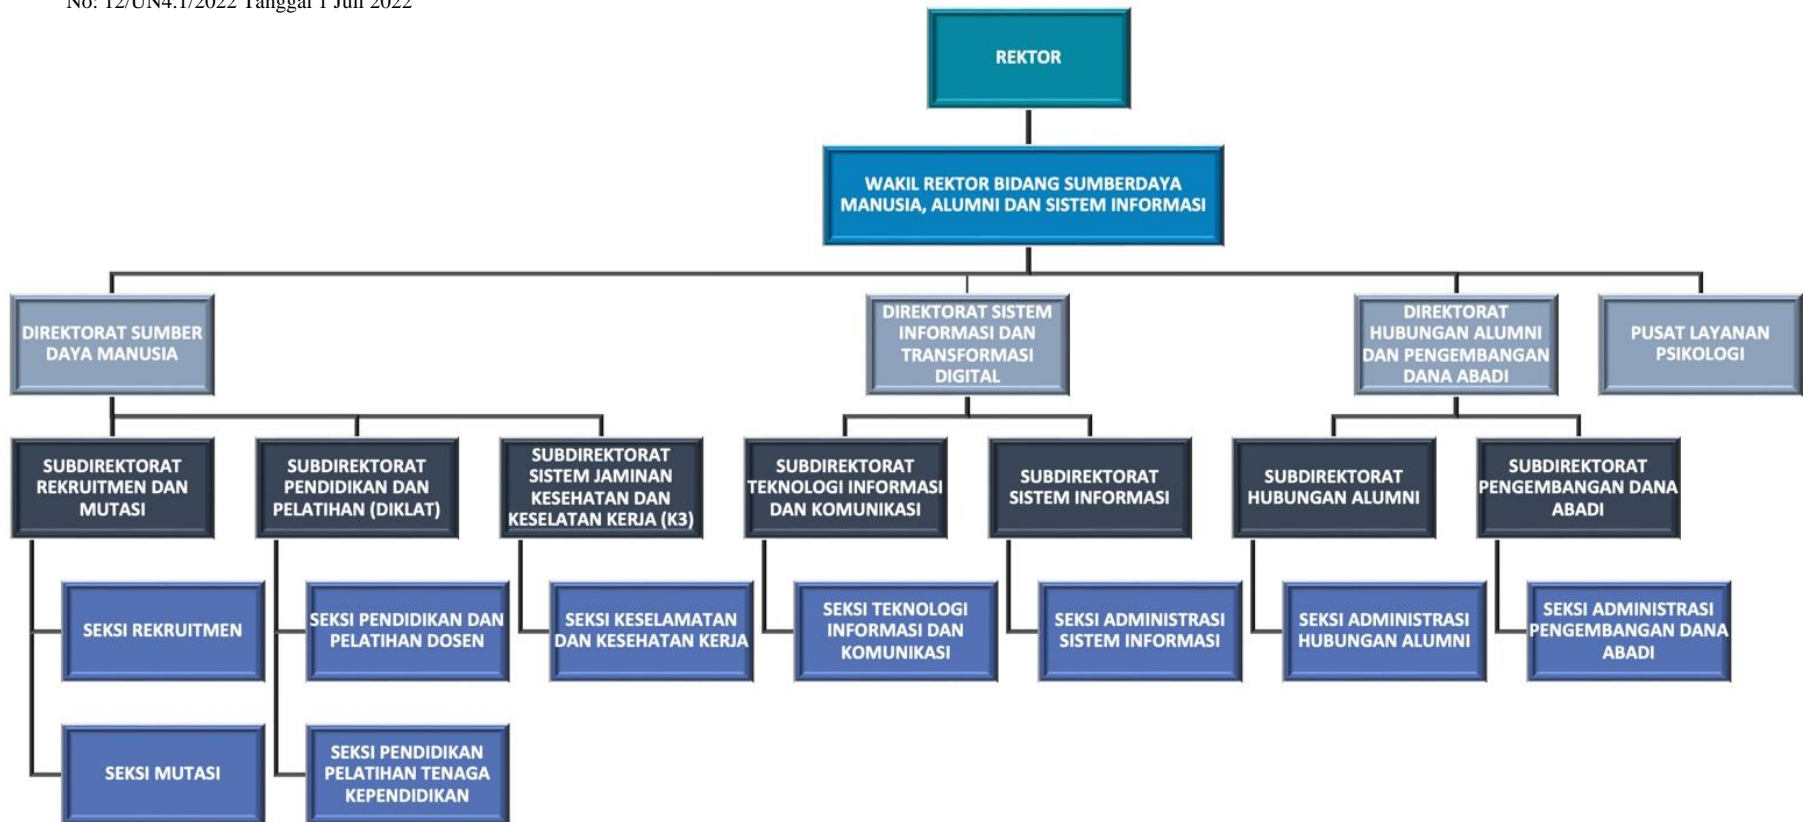 No: 12/UN4.1/2022 Tanggal 1 Juli 2022
REKTOR
WAKIL REKTOR BIDANG SUMBERDAYA
MANUSIA, ALUMNI DAN SISTEM INFORMASI
DIREKTORAT SUMBER
DAYA MANUSIA
DIREKTORAT SISTEM
INFORMASI DAN
TRANSFORMASI
DIGITAL
DIREKTORAT
HUBUNGAN ALUMNI
DAN PENGEMBANGAN
DANA ABADI
PUSAT LAYANAN
PSIKOLOGI
SUBDIREKTORAT
REKRUITMEN DAN
MUTASI
SUBDIREKTORAT
PENDIDIKAN DAN
PELATIHAN (DIKLAT)
SUBDIREKTORAT
SISTEM JAMINAN
KESEHATAN DAN
KESELATAN KERJA (K3)
SUBDIREKTORAT
TEKNOLOGI INFORMASI
DAN KOMUNIKASI
SUBDIREKTORAT
SISTEM INFORMASI
SUBDIREKTORAT
HUBUNGAN ALUMNI
SUBDIREKTORAT
PENGEMBANGAN DANA
ABADI
SEKSI REKRUITMEN
SEKSI PENDIDIKAN DAN
PELATIHAN DOSEN
SEKSI KESELAMATAN
DAN KESEHATAN KERJA
SEKSI TEKNOLOGI
INFORMASI DAN
KOMUNIKASI
SEKSI ADMINISTRASI
SISTEM INFORMASI
SEKSI ADMINISTRASI
HUBUNGAN ALUMNI
SEKSI ADMINISTRASI
PENGEMBANGAN DANA
ABADI
SEKSI MUTASI
SEKSI PENDIDIKAN
PELATIHAN TENAGA
KEPENDIDIKAN